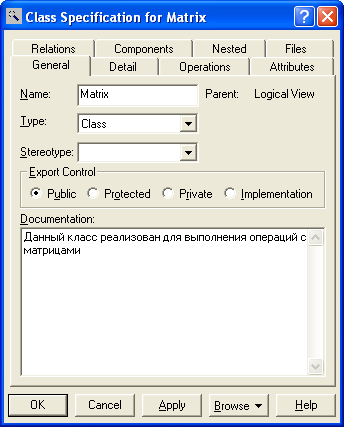 Class Specification for Matrix
Relations Components Nested Files
General Detail Operations Attributes
Name: Matrix Parent: Logical View
Type: Class
Stereotype:
Export Control
Public Protected Private Implementation
Documentation:
Данный класс реализован для выполнения операций с
матрицами
OK Cancel Apply Browse Help